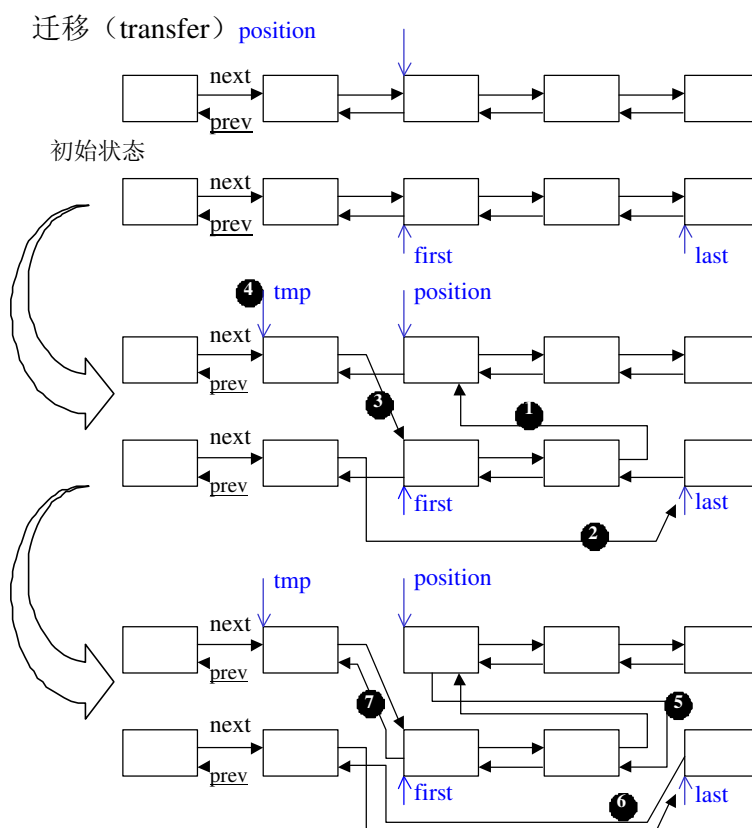 迁移（transfer）position
next
prev
初始状态
next
prev
first last
4 tmp position
next
prev
3 1
next
prev
first last
2
tmp position
next
prev
7 5
next
prev
first 6 last